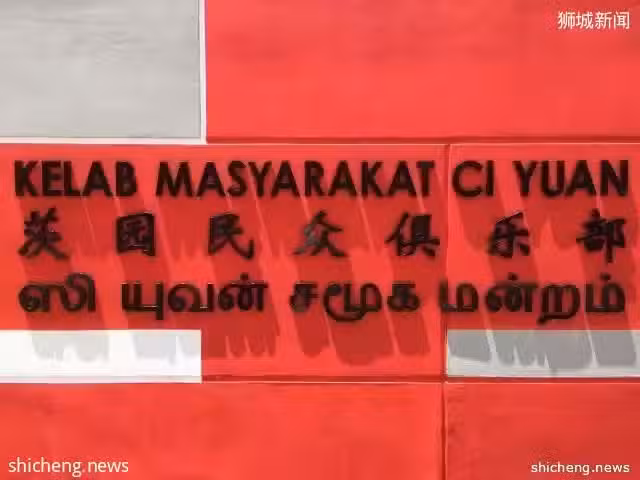 狮城新闻
KELAB MASYARAKAT CI YUAN
茨园民众俱乐部
ஸி யுவன் சமூக மன்றம்
shicheng.news
shicheng.news